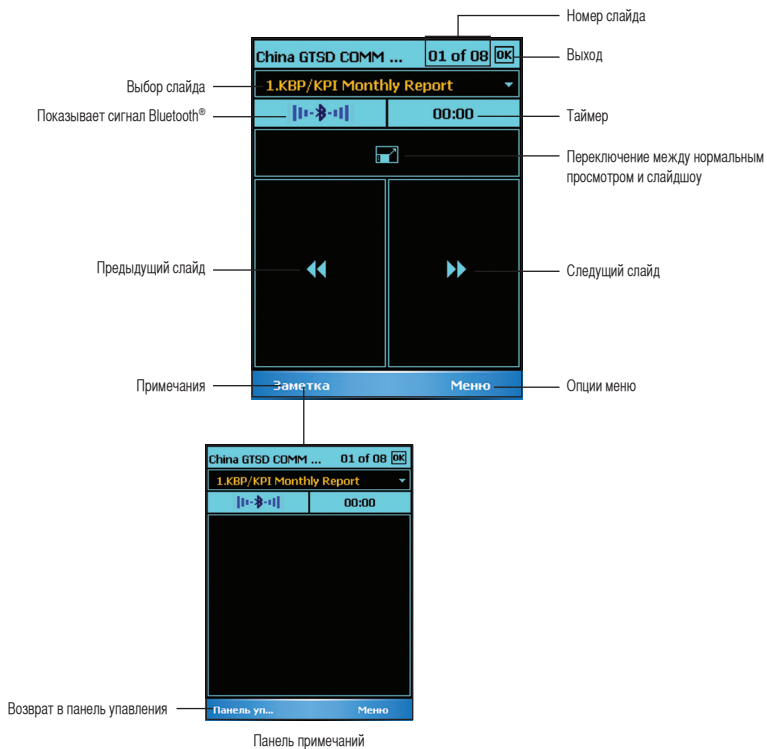 Номер слайда
China GTSD COMM ... 01 of 08 OK
Выход
1.KBP/KPI Monthly Report
Выбор слайда
Показывает сигнал Bluetooth®
00:00
Таймер
Переключение между нормальным
просмотром и слайдшоу
Предыдущий слайд
Следущий слайд
Примечания
Заметка
Меню
Опции меню
China GTSD COMM ... 01 of 08 OK
1.KBP/KPI Monthly Report
00:00
Возврат в панель упавления
Панель уп...
Меню
Панель примечаний